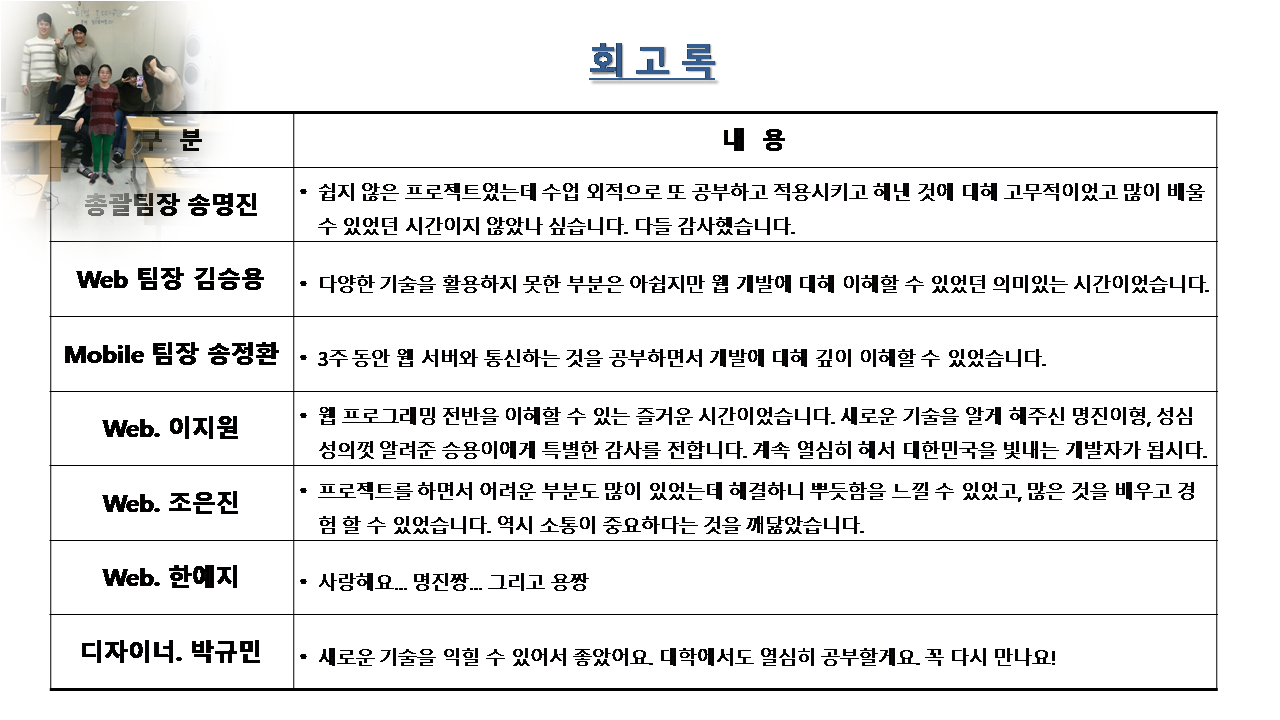 회 고 록
구 분
내 용
총괄팀장 송명진
• 쉽지 않은 프로젝트였는데 수업 외적으로 또 공부하고 적용시키고 해낸 것에 대해 고무적이었고 많이 배울
수 있었던 시간이지 않았나 싶습니다. 다들 감사했습니다.
Web 팀장 김승용
• 다양한 기술을 활용하지 못한 부분은 아쉽지만 웹 개발에 대해 이해할 수 있었던 의미있는 시간이었습니다.
Mobile 팀장 송정환
• 3주 동안 웹 서버와 통신하는 것을 공부하면서 개발에 대해 깊이 이해할 수 있었습니다.
Web. 이지원
• 웹 프로그래밍 전반을 이해할 수 있는 즐거운 시간이었습니다. 새로운 기술을 알게 해주신 명진이형, 성심
성의껏 알려준 승용이에게 특별한 감사를 전합니다. 계속 열심히 해서 대한민국을 빛내는 개발자가 됩시다.
Web. 조은진
• 프로젝트를 하면서 어려운 부분도 많이 있었는데 해결하니 뿌듯함을 느낄 수 있었고, 많은 것을 배우고 경
험 할 수 있었습니다. 역시 소통이 중요하다는 것을 깨닳았습니다.
Web. 한예지
• 사랑해요... 명진짱... 그리고 용짱
디자이너. 박규민
• 새로운 기술을 익힐 수 있어서 좋았어요. 대학에서도 열심히 공부할게요. 꼭 다시 만나요!